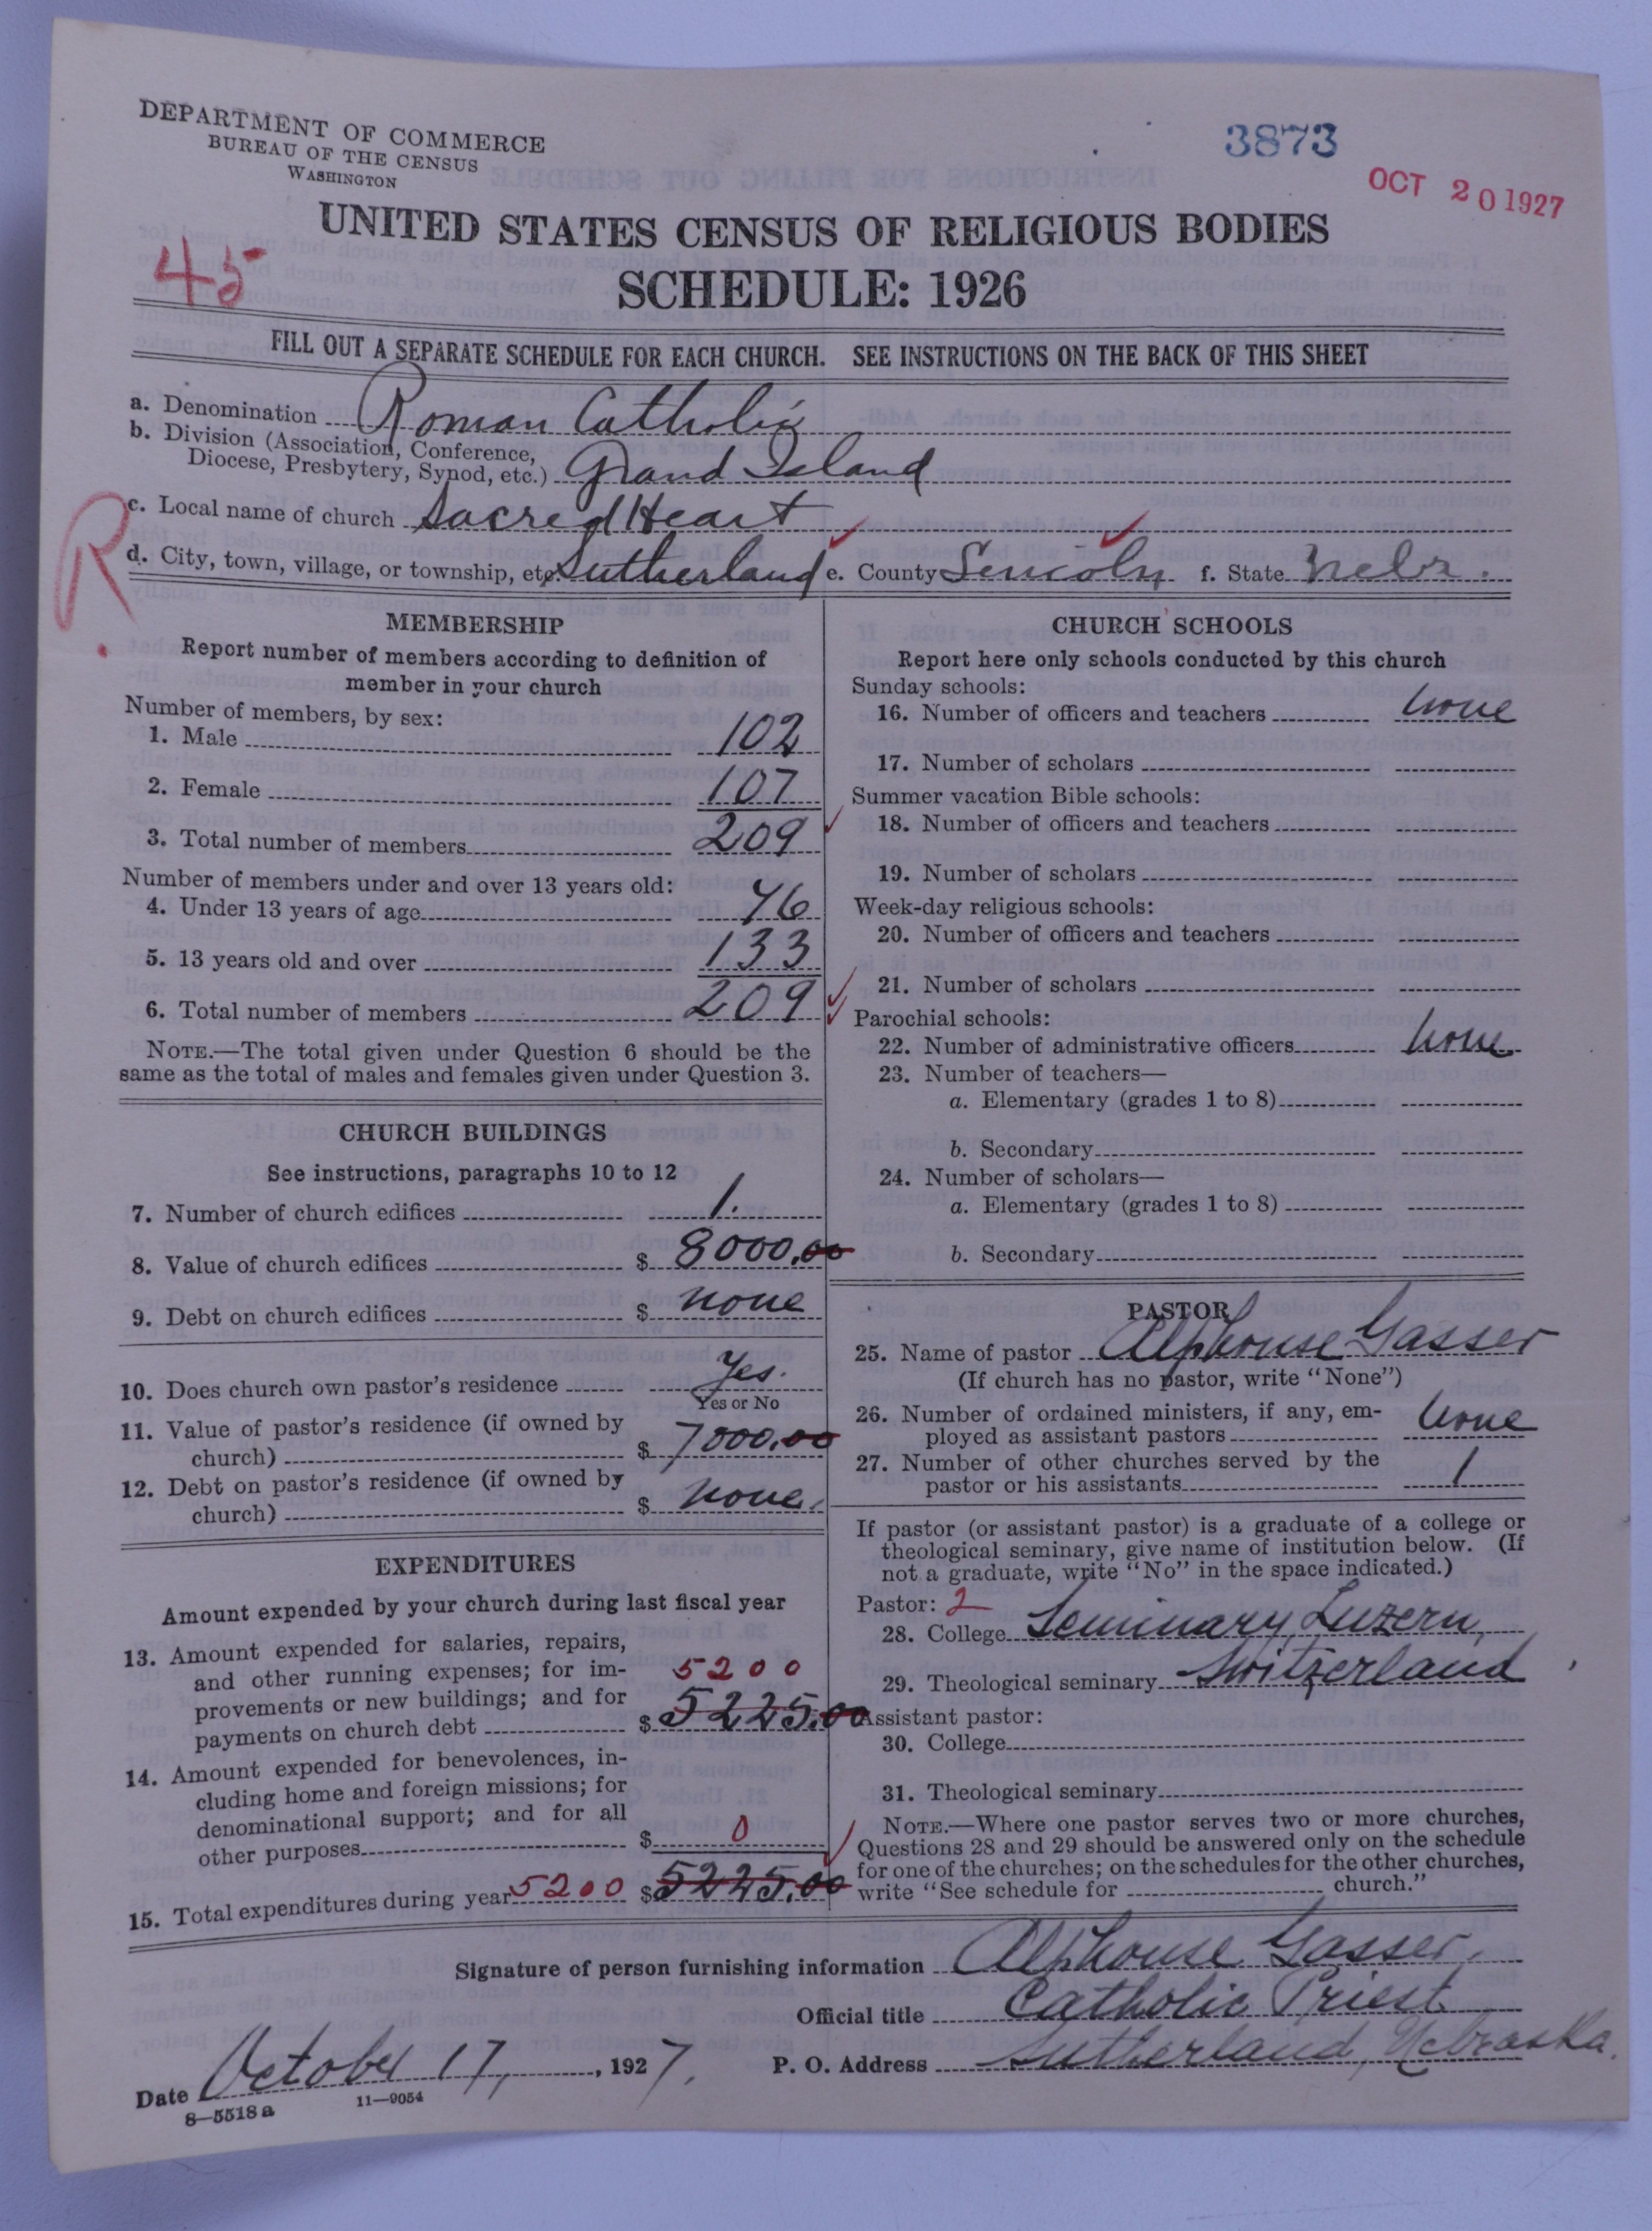 DEPARTMENT OF COMMERCE
BUREAU OF THE CENSUS
WASHINGTON
3873
OCT 20 1927
UNITED STATES CENSUS OF RELIGIOUS BODIES
45
SCHEDULE: 1926
FILL OUT A SEPARATE SCHEDULE FOR EACH CHURCH. SEE INSTRUCTIONS ON THE BACK OF THIS SHEET
a. Denomination Roman Catholic
b. Division (Association, Conference,
Diocese, Presbytery, Synod, etc.) Grand Island
R.
c. Local name of church Sacred Heart
d. City, town, village, or township, etc. Sutherland e. County Lincoln f. State Nebr.
MEMBERSHIP
Report number of members according to definition of
member in your church
Number of members, by sex:
1. Male 102
2. Female 107
3. Total number of members 209
Number of members under and over 13 years old:
4. Under 13 years of age 76
5. 13 years old and over 133
6. Total number of members 209
NOTE.—The total given under Question 6 should be the
same as the total of males and females given under Question 3.
CHURCH BUILDINGS
See instructions, paragraphs 10 to 12
7. Number of church edifices 1.
8. Value of church edifices $ 8000.00
9. Debt on church edifices $ none
10. Does church own pastor's residence Yes.
Yes or No
11. Value of pastor's residence (if owned by
church) $ 7000.00
12. Debt on pastor's residence (if owned by
church) $ none.
EXPENDITURES
Amount expended by your church during last fiscal year
13. Amount expended for salaries, repairs,
and other running expenses; for im-
5200
provements or new buildings; and for
payments on church debt $ 5225.00
14. Amount expended for benevolences, in-
cluding home and foreign missions; for
denominational support; and for all
other purposes $ 0
15. Total expenditures during year 5200 $ 5225.00
CHURCH SCHOOLS
Report here only schools conducted by this church
Sunday schools:
16. Number of officers and teachers none
17. Number of scholars
Summer vacation Bible schools:
18. Number of officers and teachers
19. Number of scholars
Week-day religious schools:
20. Number of officers and teachers
21. Number of scholars
Parochial schools:
22. Number of administrative officers none
23. Number of teachers—
a. Elementary (grades 1 to 8)
b. Secondary
24. Number of scholars—
a. Elementary (grades 1 to 8)
b. Secondary
PASTOR
25. Name of pastor Alphonse Gasser
(If church has no pastor, write "None")
26. Number of ordained ministers, if any, em-
ployed as assistant pastors none
27. Number of other churches served by the
pastor or his assistants 1
If pastor (or assistant pastor) is a graduate of a college or
theological seminary, give name of institution below. (If
not a graduate, write "No" in the space indicated.)
Pastor: 2
28. College Seminary, Luzern,
29. Theological seminary Switzerland
Assistant pastor:
30. College
31. Theological seminary
NOTE.—Where one pastor serves two or more churches,
Questions 28 and 29 should be answered only on the schedule
for one of the churches; on the schedules for the other churches,
write "See schedule for church."
Signature of person furnishing information Alphonse Gasser.
Official title Catholic Priest
Date October 17, 1927. P. O. Address Sutherland, Nebraska.
8—5518 a 11—9054